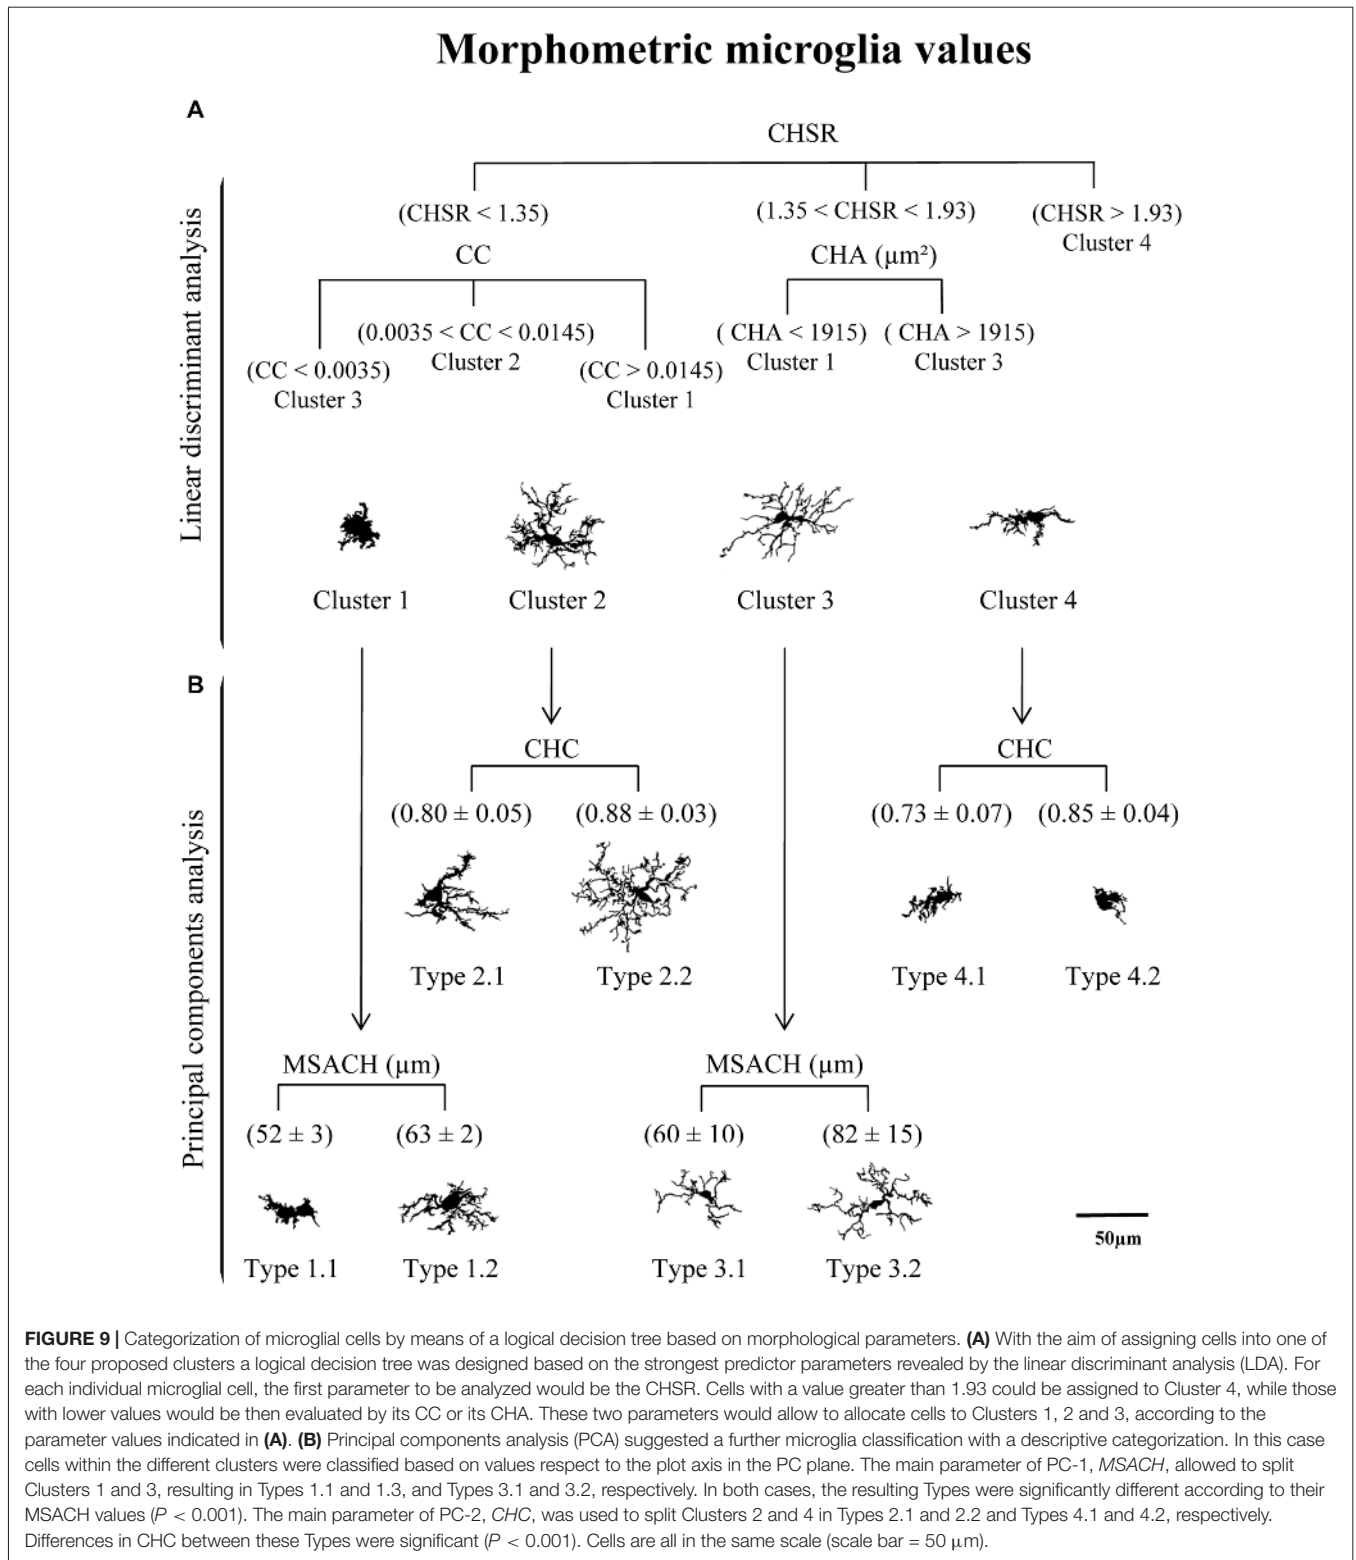 Morphometric microglia values
A
Linear discriminant analysis
CHSR
(CHSR < 1.35)
(1.35 < CHSR < 1.93)
(CHSR > 1.93)
Cluster 4
CC
CHA (µm²)
(0.0035 < CC < 0.0145)
Cluster 2
(CC < 0.0035)
Cluster 3
(CC > 0.0145)
Cluster 1
( CHA < 1915)
Cluster 1
( CHA > 1915)
Cluster 3
Cluster 1
Cluster 2
Cluster 3
Cluster 4
B
Principal components analysis
CHC
(0.80 ± 0.05)
(0.88 ± 0.03)
Type 2.1
Type 2.2
CHC
(0.73 ± 0.07)
(0.85 ± 0.04)
Type 4.1
Type 4.2
MSACH (µm)
(52 ± 3)
(63 ± 2)
Type 1.1
Type 1.2
MSACH (µm)
(60 ± 10)
(82 ± 15)
Type 3.1
Type 3.2
50µm
FIGURE 9 | Categorization of microglial cells by means of a logical decision tree based on morphological parameters. (A) With the aim of assigning cells into one of
the four proposed clusters a logical decision tree was designed based on the strongest predictor parameters revealed by the linear discriminant analysis (LDA). For
each individual microglial cell, the first parameter to be analyzed would be the CHSR. Cells with a value greater than 1.93 could be assigned to Cluster 4, while those
with lower values would be then evaluated by its CC or its CHA. These two parameters would allow to allocate cells to Clusters 1, 2 and 3, according to the
parameter values indicated in (A). (B) Principal components analysis (PCA) suggested a further microglia classification with a descriptive categorization. In this case
cells within the different clusters were classified based on values respect to the plot axis in the PC plane. The main parameter of PC-1, MSACH, allowed to split
Clusters 1 and 3, resulting in Types 1.1 and 1.3, and Types 3.1 and 3.2, respectively. In both cases, the resulting Types were significantly different according to their
MSACH values (P < 0.001). The main parameter of PC-2, CHC, was used to split Clusters 2 and 4 in Types 2.1 and 2.2 and Types 4.1 and 4.2, respectively.
Differences in CHC between these Types were significant (P < 0.001). Cells are all in the same scale (scale bar = 50 µm).